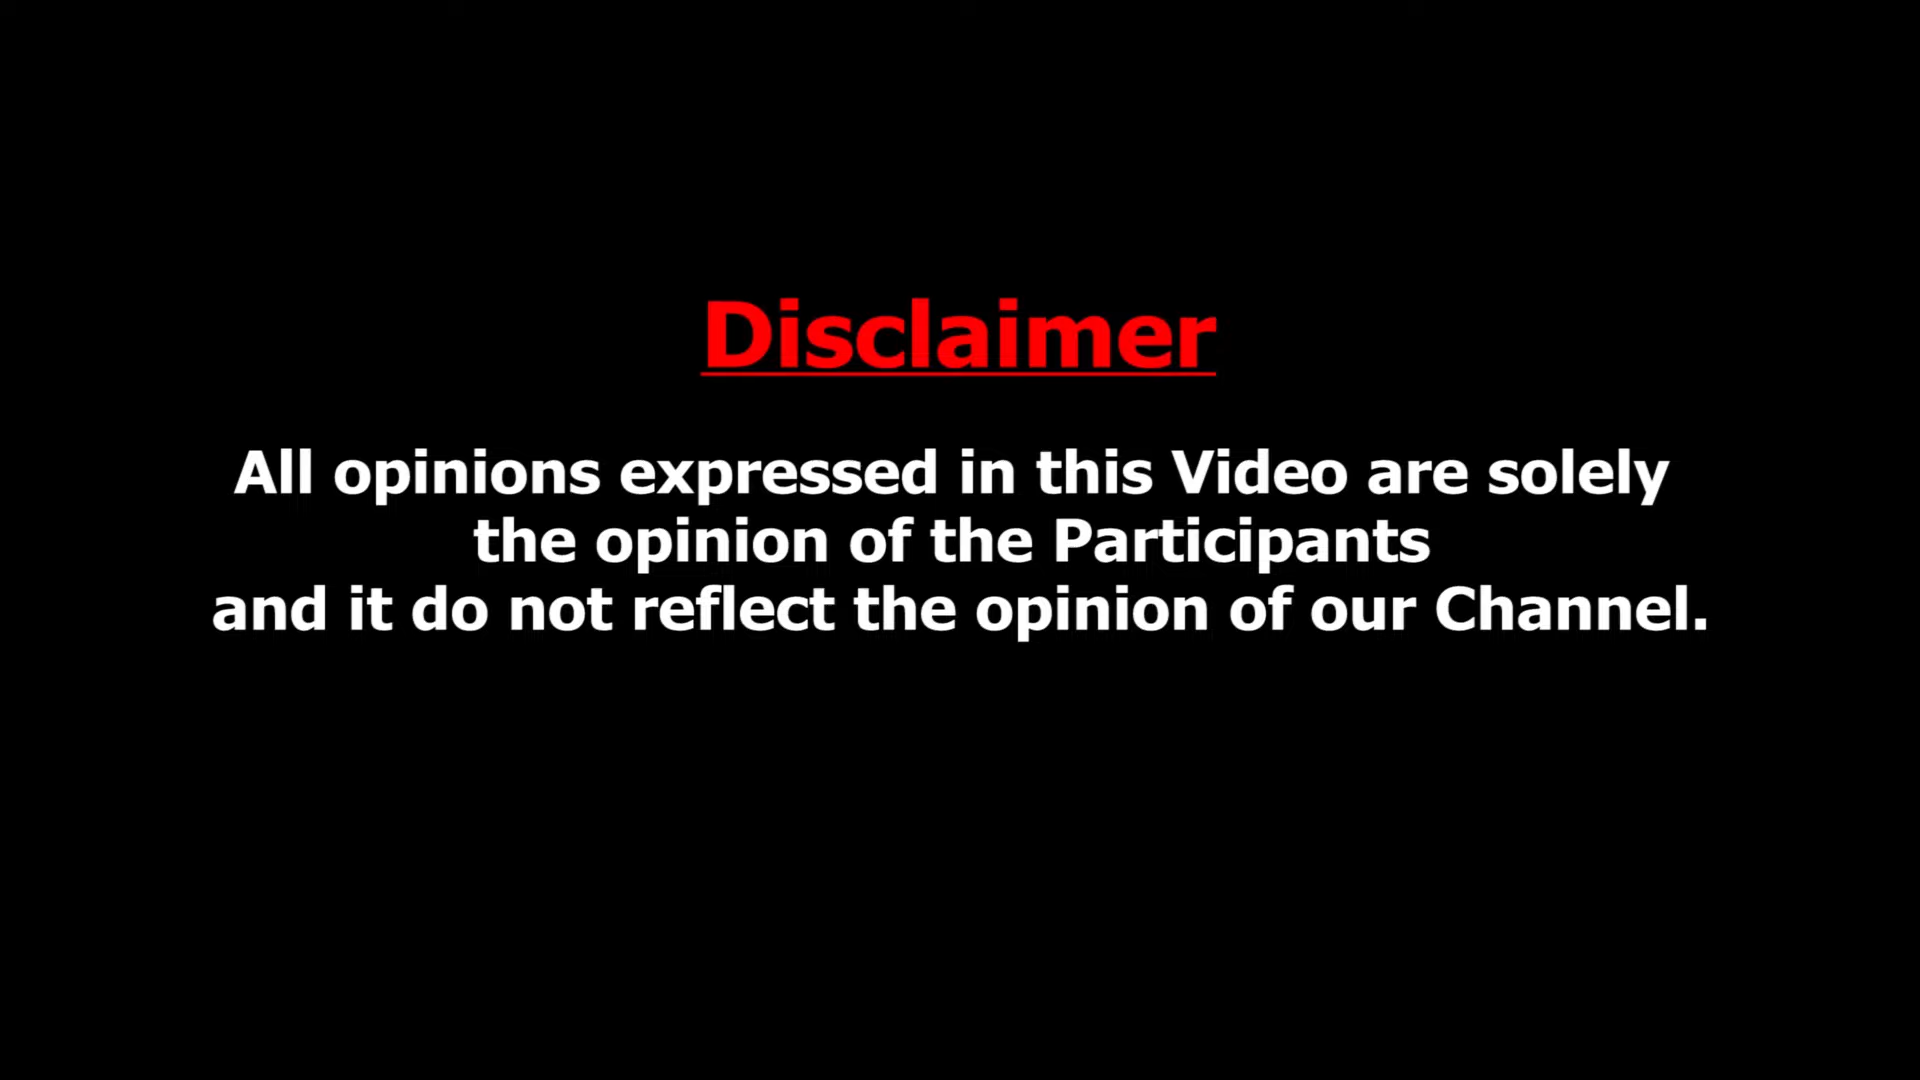 Disclaimer
All opinions expressed in this Video are solely
the opinion of the Participants
and it do not reflect the opinion of our Channel.